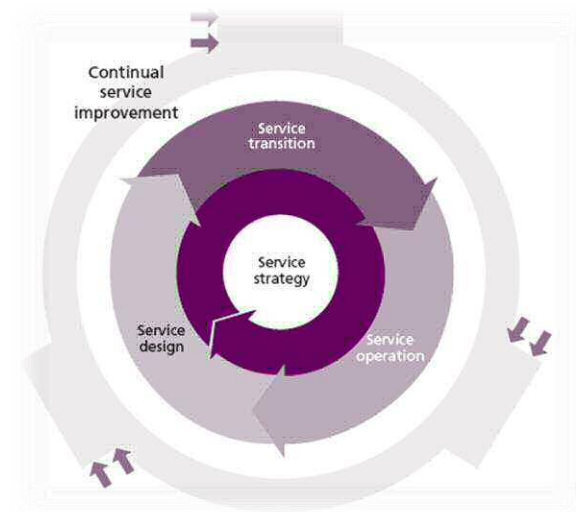 Continual
service
improvement
Service
transition
Service
strategy
Service
design
Service
operation